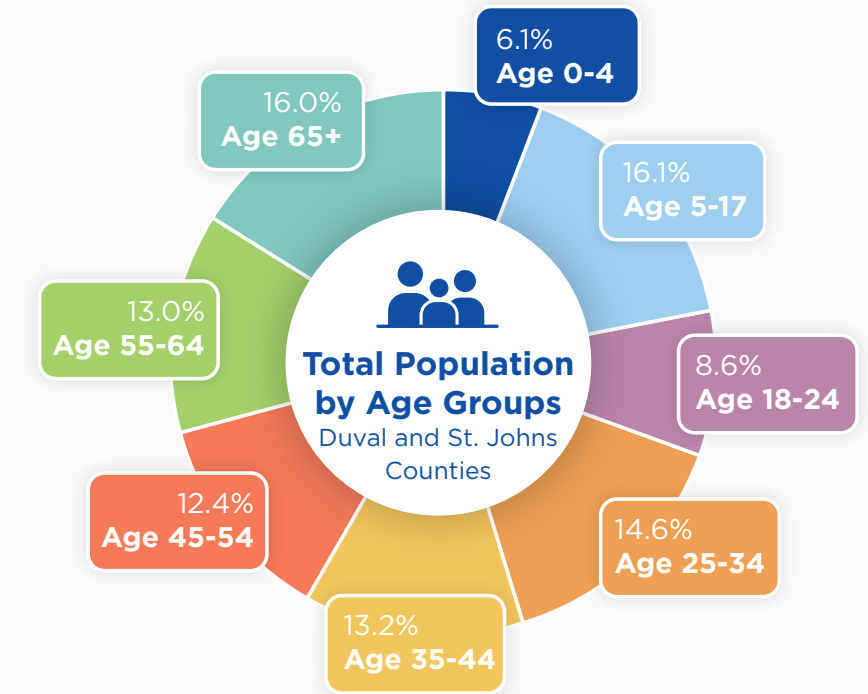 6.1%
Age 0-4
16.0%
Age 65+
16.1%
Age 5-17
13.0%
Age 55-64
Total Population
by Age Groups
Duval and St. Johns
Counties
8.6%
Age 18-24
12.4%
Age 45-54
14.6%
Age 25-34
13.2%
Age 35-44